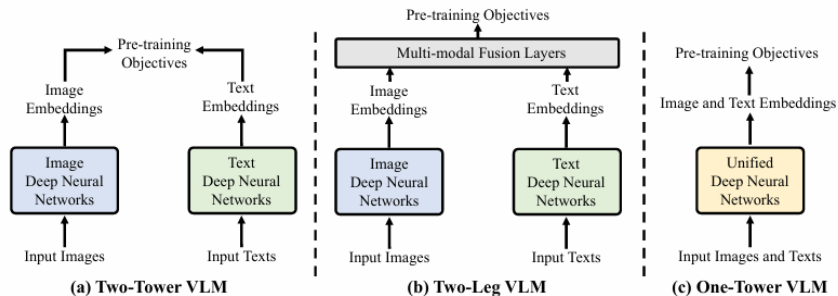 Pre-training
Objectives
Image
Embeddings
Text
Embeddings
Image
Deep Neural
Networks
Text
Deep Neural
Networks
Input Images
Input Texts
(a) Two-Tower VLM
Pre-training Objectives
Multi-modal Fusion Layers
Image
Embeddings
Text
Embeddings
Image
Deep Neural
Networks
Text
Deep Neural
Networks
Input Images
Input Texts
(b) Two-Leg VLM
Pre-training Objectives
Image and Text Embeddings
Unified
Deep Neural
Networks
Input Images and Texts
(c) One-Tower VLM